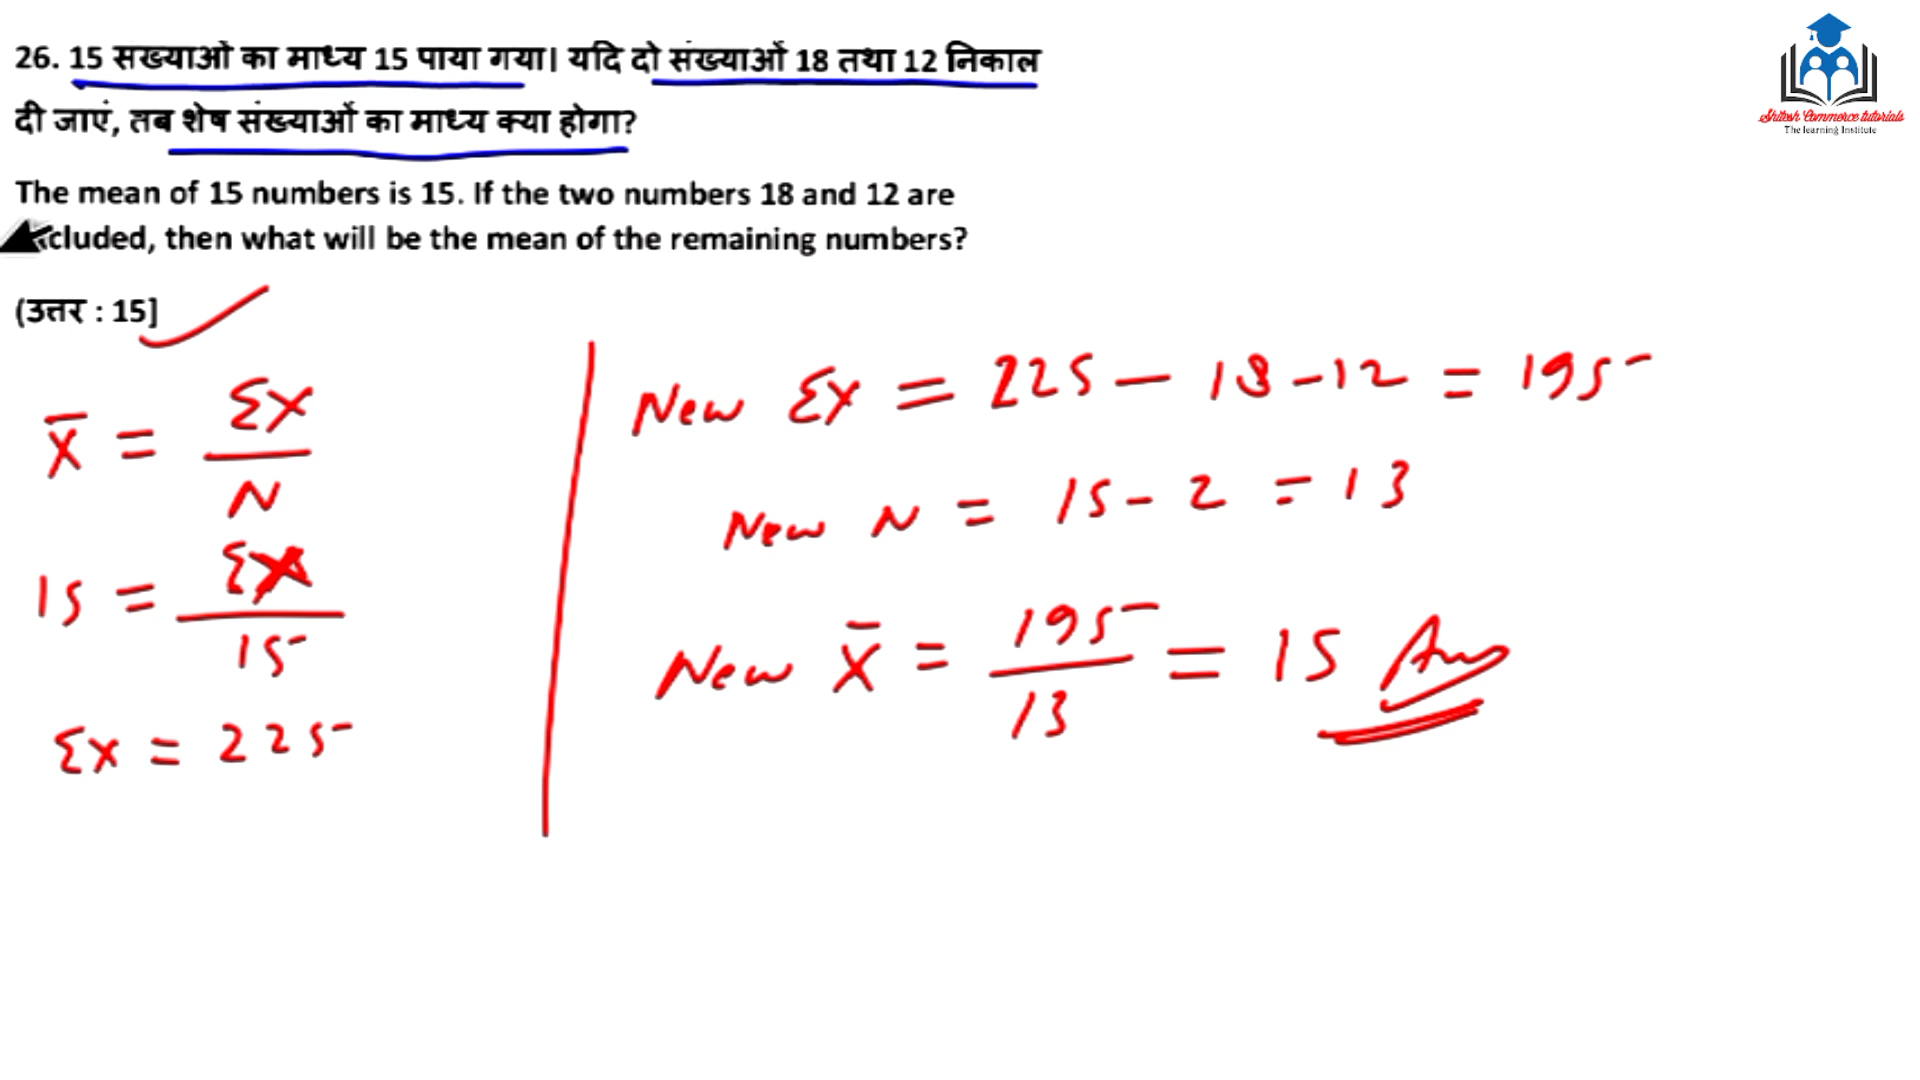 26. 15 सख्याओं का माध्य 15 पाया गया। यदि दो संख्याओं 18 तथा 12 निकाल
दी जाएं, तब शेष संख्याओं का माध्य क्या होगा?
The mean of 15 numbers is 15. If the two numbers 18 and 12 are
cluded, then what will be the mean of the remaining numbers?
(उत्तर : 15]
X̄ = ΣX / N
15 = ΣX / 15
ΣX = 225
New ΣX = 225 - 18 - 12 = 195
New N = 15 - 2 = 13
New X̄ = 195 / 13 = 15 Ans
Shitosh Commerce tutorials
The learning Institute